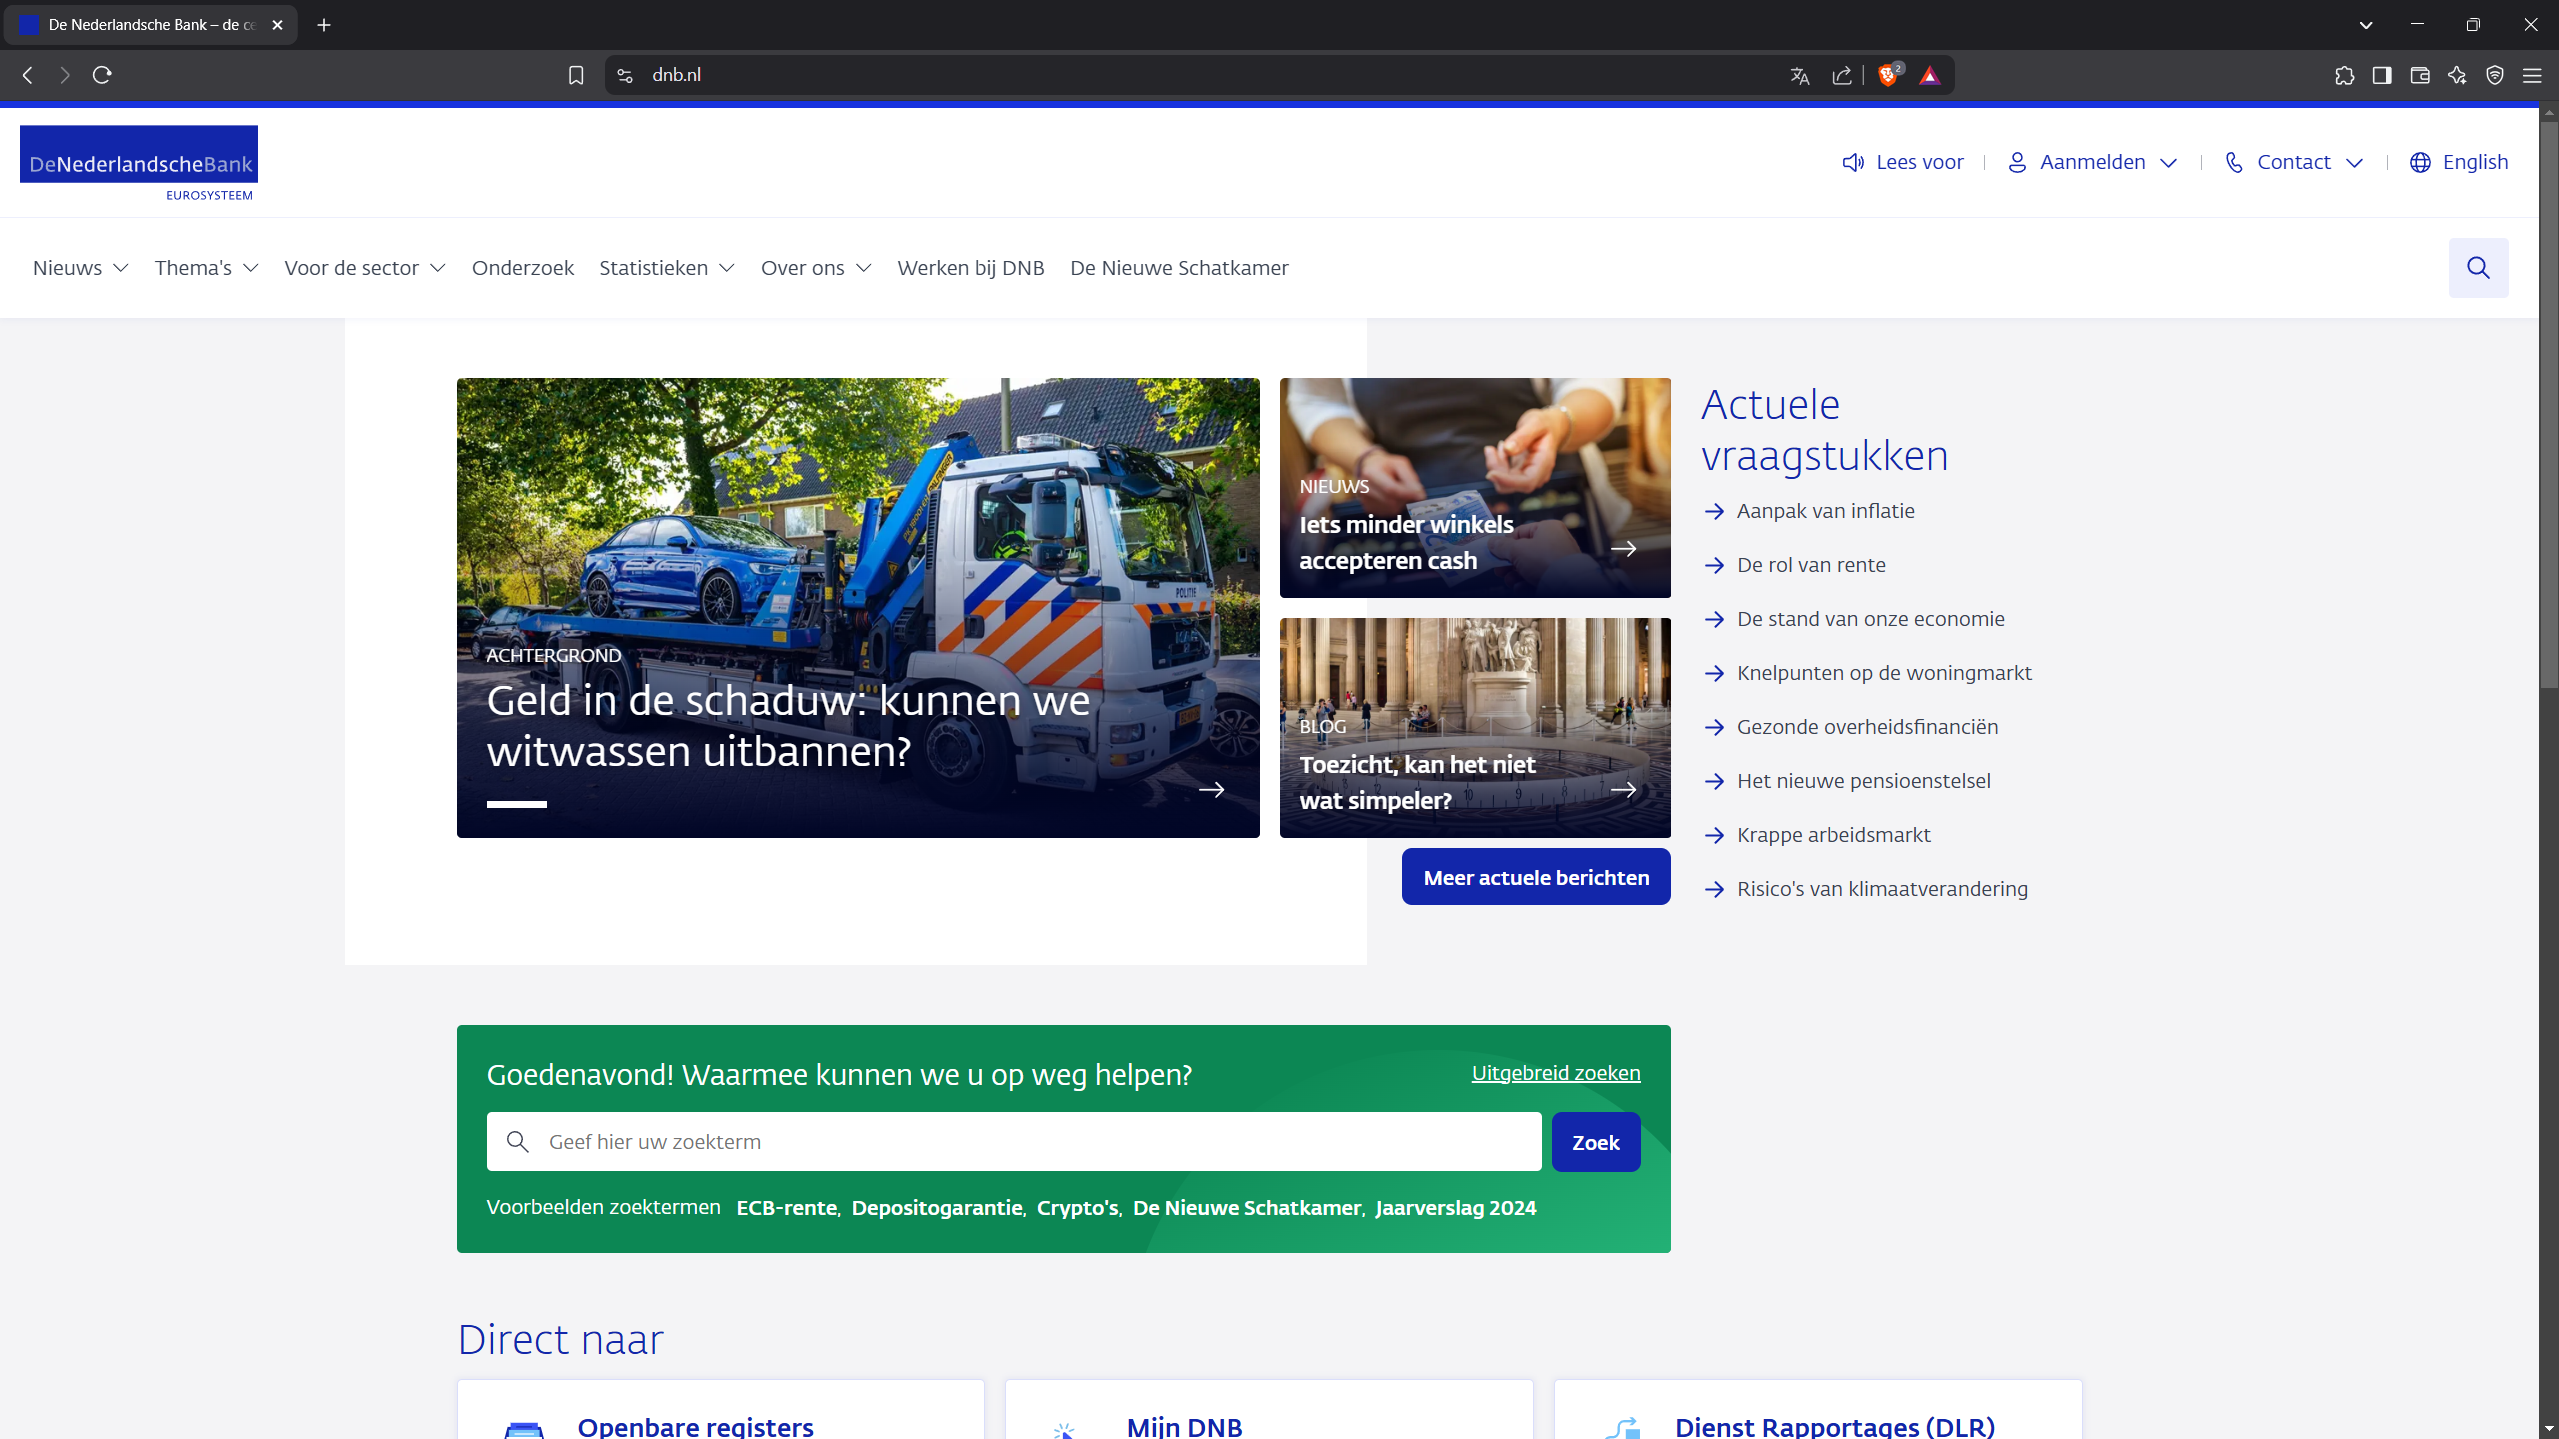 De Nederlandsche Bank – de ce
dnb.nl
2
DeNederlandscheBank
EUROSYSTEEM
Lees voor
Aanmelden
Contact
English
Nieuws
Thema's
Voor de sector
Onderzoek
Statistieken
Over ons
Werken bij DNB
De Nieuwe Schatkamer
POLITIE
ACHTERGROND
Geld in de schaduw: kunnen we
witwassen uitbannen?
NIEUWS
Iets minder winkels
accepteren cash
BLOG
Toezicht, kan het niet
wat simpeler?
Meer actuele berichten
Actuele
vraagstukken
Aanpak van inflatie
De rol van rente
De stand van onze economie
Knelpunten op de woningmarkt
Gezonde overheidsfinanciën
Het nieuwe pensioenstelsel
Krappe arbeidsmarkt
Risico's van klimaatverandering
Goedenavond! Waarmee kunnen we u op weg helpen?
Uitgebreid zoeken
Geef hier uw zoekterm
Zoek
Voorbeelden zoektermen ECB-rente, Depositogarantie, Crypto's, De Nieuwe Schatkamer, Jaarverslag 2024
Direct naar
Openbare registers
Mijn DNB
Dienst Rapportages (DLR)